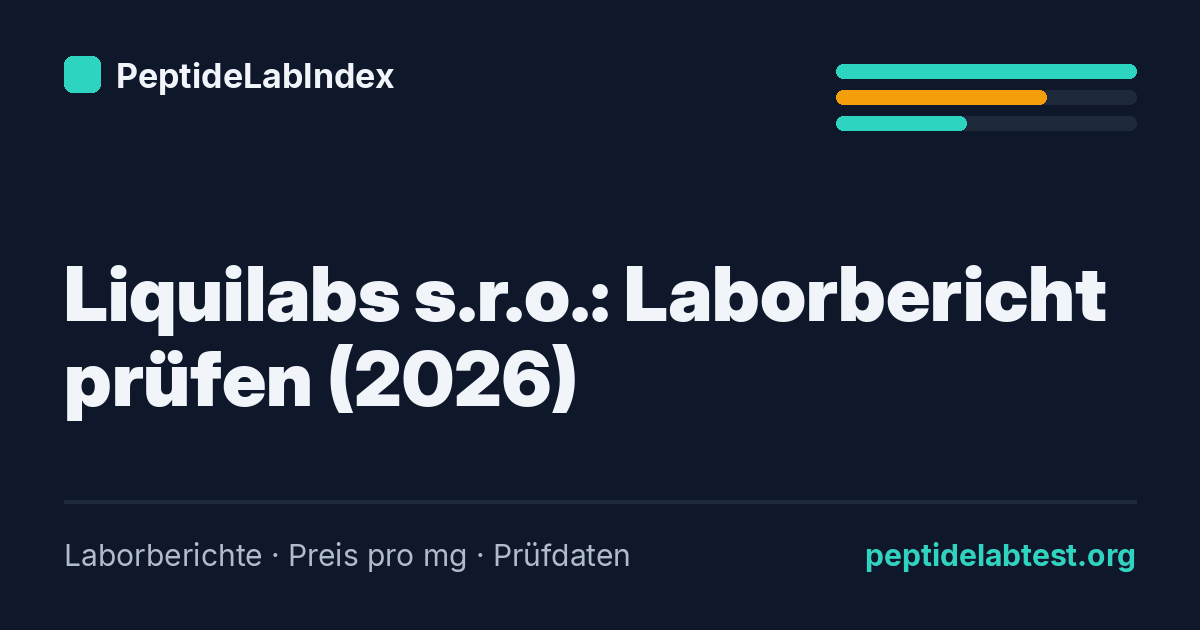 PeptideLabIndex
Liquilabs s.r.o.: Laborbericht
prüfen (2026)
Laborberichte · Preis pro mg · Prüfdaten
peptidelabtest.org